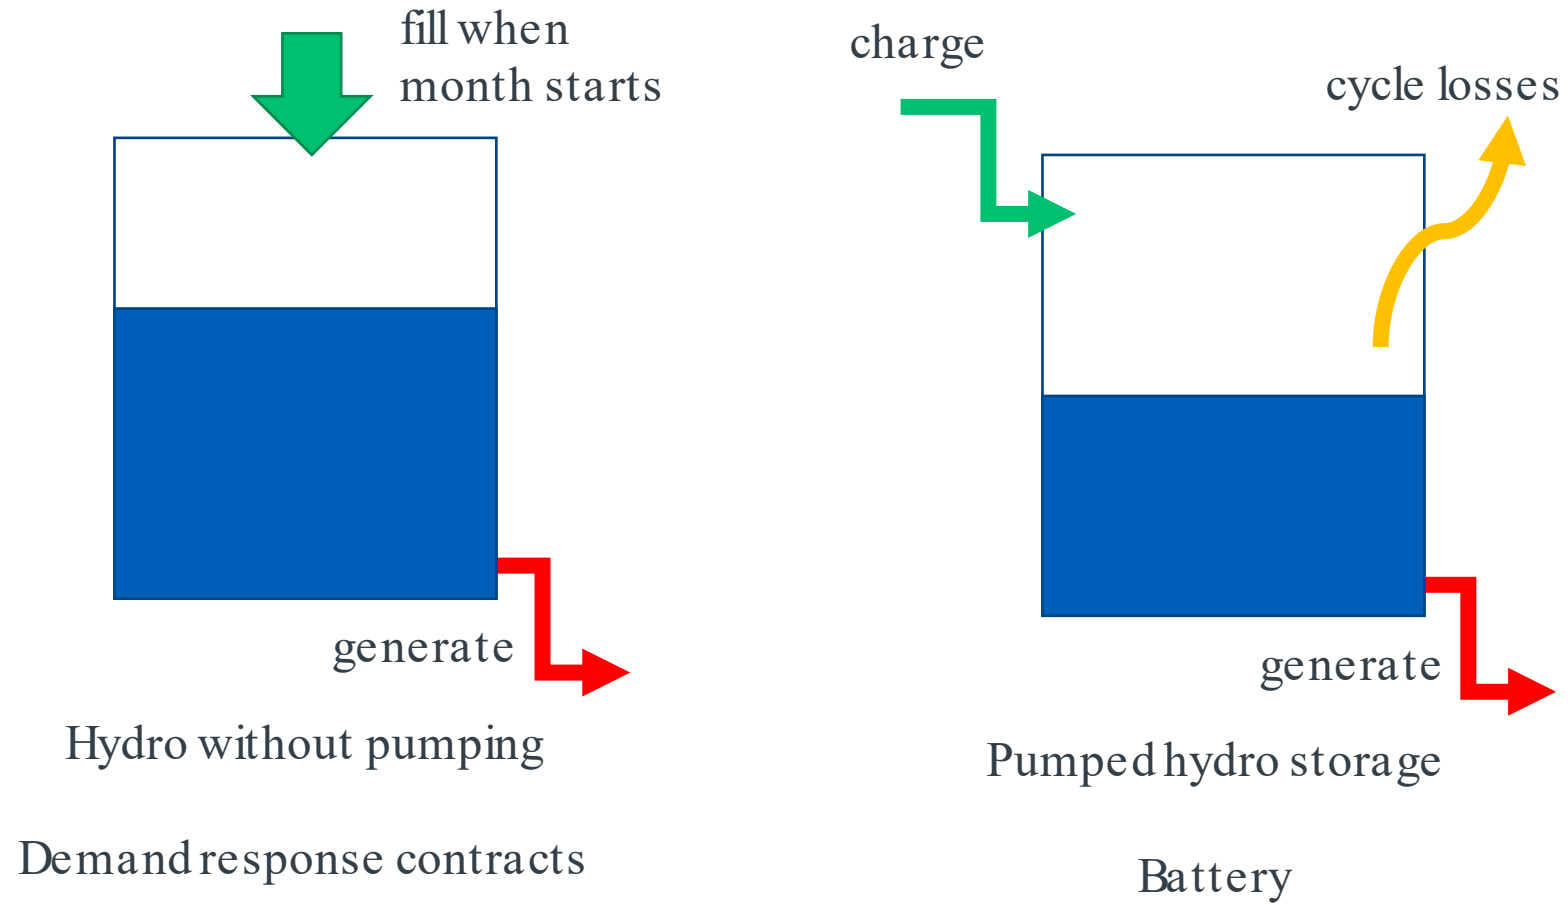 fill when
month starts
generate
Hydro without pumping
Demand response contracts
charge
cycle losses
generate
Pumped hydro storage
Battery